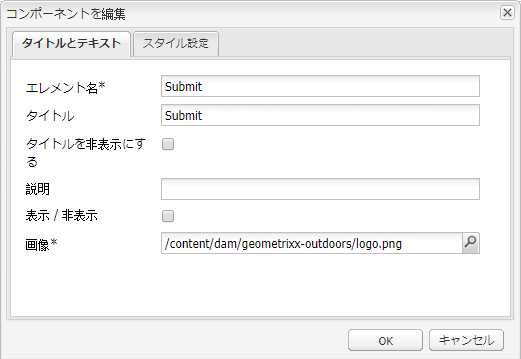 コンポーネントを編集
タイトルとテキスト スタイル設定
エレメント名* Submit
タイトル Submit
タイトルを非表示にす
る
説明
表示 / 非表示
画像* /content/dam/geometrixx-outdoors/logo.png
OK キャンセル